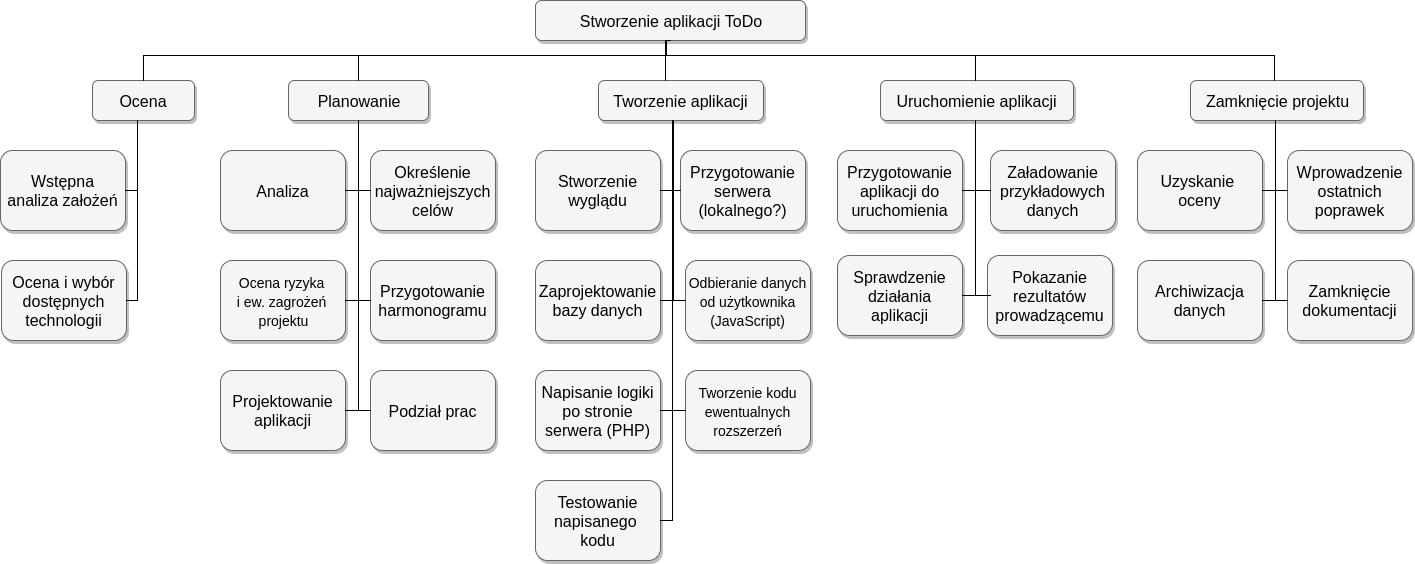 Stworzenie aplikacji ToDo
Ocena
Planowanie
Tworzenie aplikacji
Uruchomienie aplikacji
Zamknięcie projektu
Wstępna
analiza założeń
Ocena i wybór
dostępnych
technologii
Analiza
Określenie
najważniejszych
celów
Ocena ryzyka
i ew. zagrożeń
projektu
Przygotowanie
harmonogramu
Projektowanie
aplikacji
Podział prac
Stworzenie
wyglądu
Przygotowanie
serwera
(lokalnego?)
Zaprojektowanie
bazy danych
Odbieranie danych
od użytkownika
(JavaScript)
Napisanie logiki
po stronie
serwera (PHP)
Tworzenie kodu
ewentualnych
rozszerzeń
Testowanie
napisanego
kodu
Przygotowanie
aplikacji do
uruchomienia
Załadowanie
przykładowych
danych
Sprawdzenie
działania
aplikacji
Pokazanie
rezultatów
prowadzącemu
Uzyskanie
oceny
Wprowadzenie
ostatnich
poprawek
Archiwizacja
danych
Zamknięcie
dokumentacji